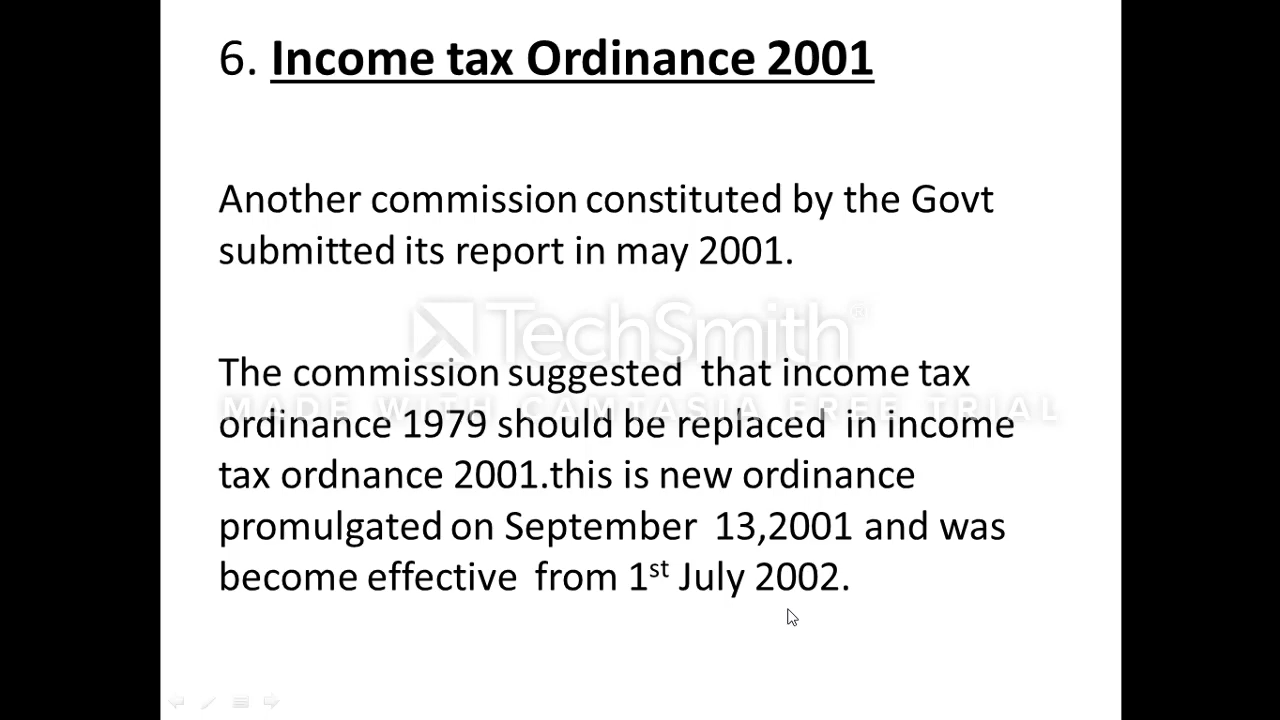 6. Income tax Ordinance 2001
Another commission constituted by the Govt
submitted its report in may 2001.
TechSmith®
The commission suggested that income tax
MADE WITH CAMTASIA FREE TRIAL
ordinance 1979 should be replaced in income
tax ordnance 2001.this is new ordinance
promulgated on September 13,2001 and was
become effective from 1st July 2002.